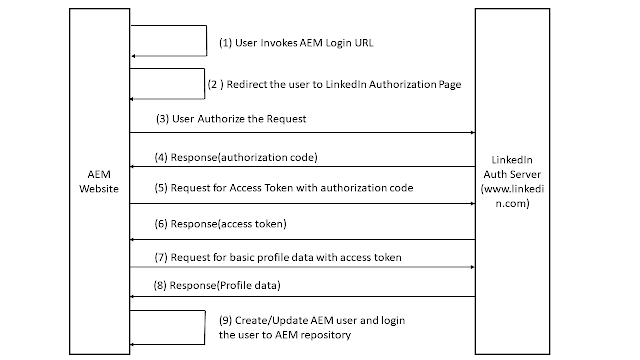 (1) User Invokes AEM Login URL
(2 ) Redirect the user to LinkedIn Authorization Page
(3) User Authorize the Request
(4) Response(authorization code)
AEM
Website
LinkedIn
Auth Server
(www.linkedi
n.com)
(5) Request for Access Token with authorization code
(6) Response(access token)
(7) Request for basic profile data with access token
(8) Response(Profile data)
(9) Create/Update AEM user and login
the user to AEM repository